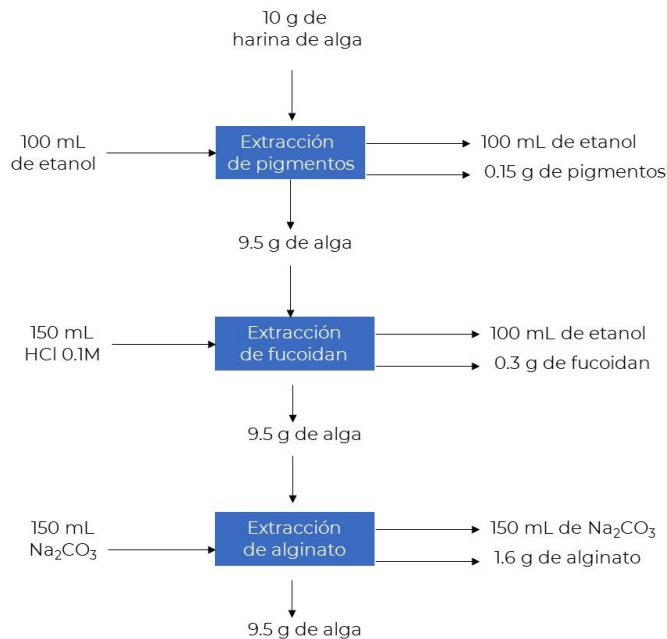 10 g de
harina de alga
100 mL
de etanol
Extracción
de pigmentos
100 mL de etanol
0.15 g de pigmentos
9.5 g de alga
150 mL
HCl 0.1M
Extracción
de fucoidan
100 mL de etanol
0.3 g de fucoidan
9.5 g de alga
150 mL
Na₂CO₃
Extracción
de alginato
150 mL de Na₂CO₃
1.6 g de alginato
9.5 g de alga